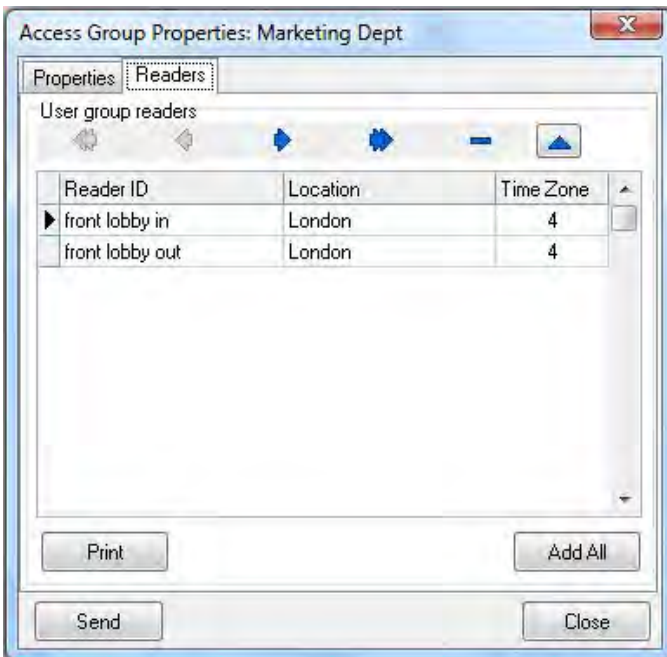 Access Group Properties: Marketing Dept
Properties Readers
User group readers
Reader ID Location Time Zone
front lobby in London 4
front lobby out London 4
Print Add All
Send Close